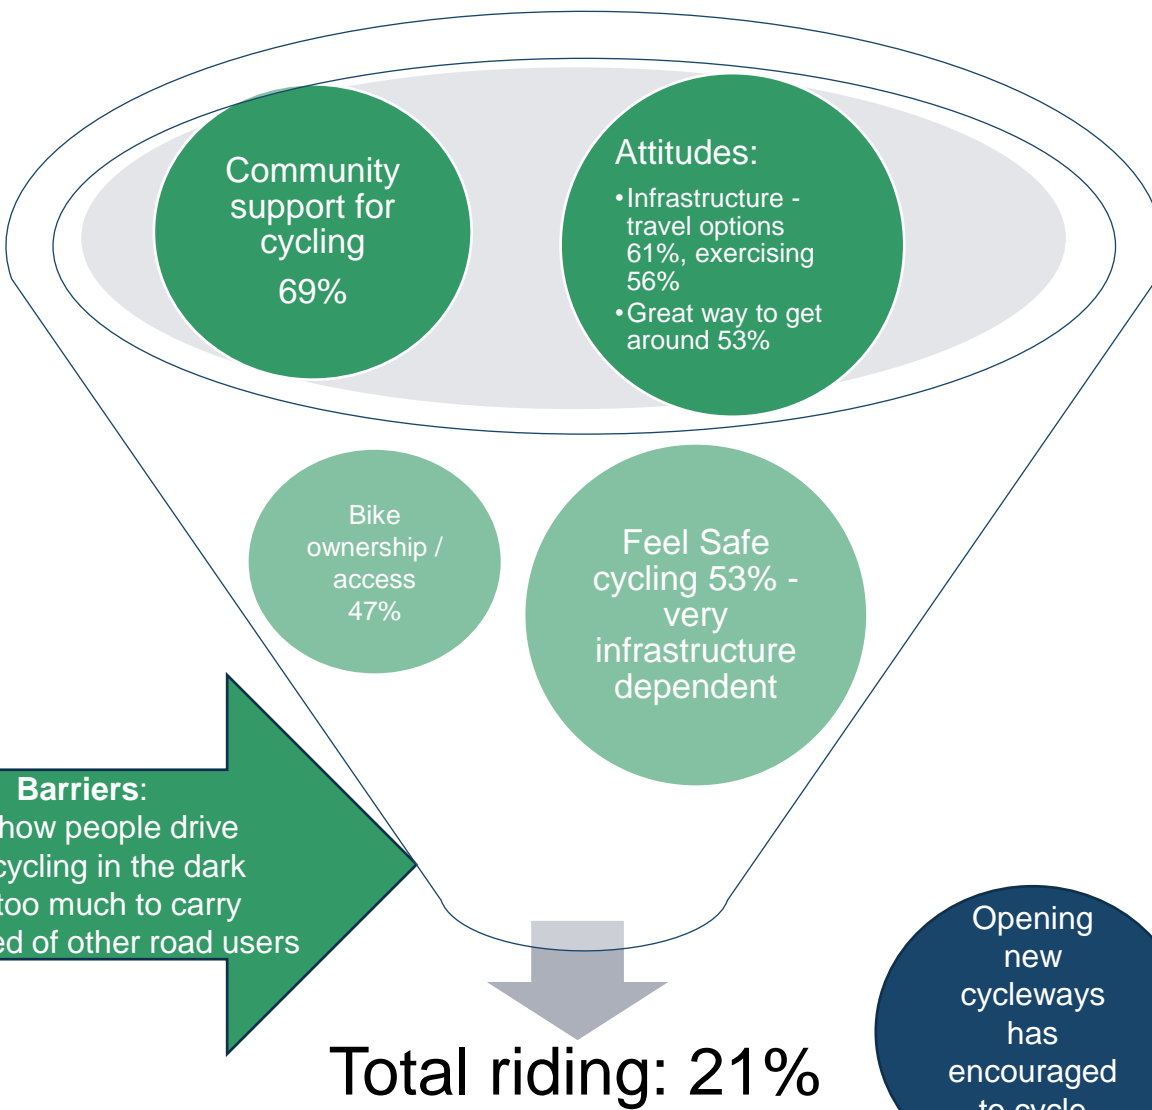 Community
support for
cycling
69%
Attitudes:
•Infrastructure -
travel options
61%, exercising
56%
•Great way to get
around 53%
Bike
ownership /
access
47%
Feel Safe
cycling 53% -
very
infrastructure
dependent
Barriers:
how people drive
cycling in the dark
too much to carry
of other road users
Total riding: 21%
Opening
new
cycleways
has
encouraged
to cycle